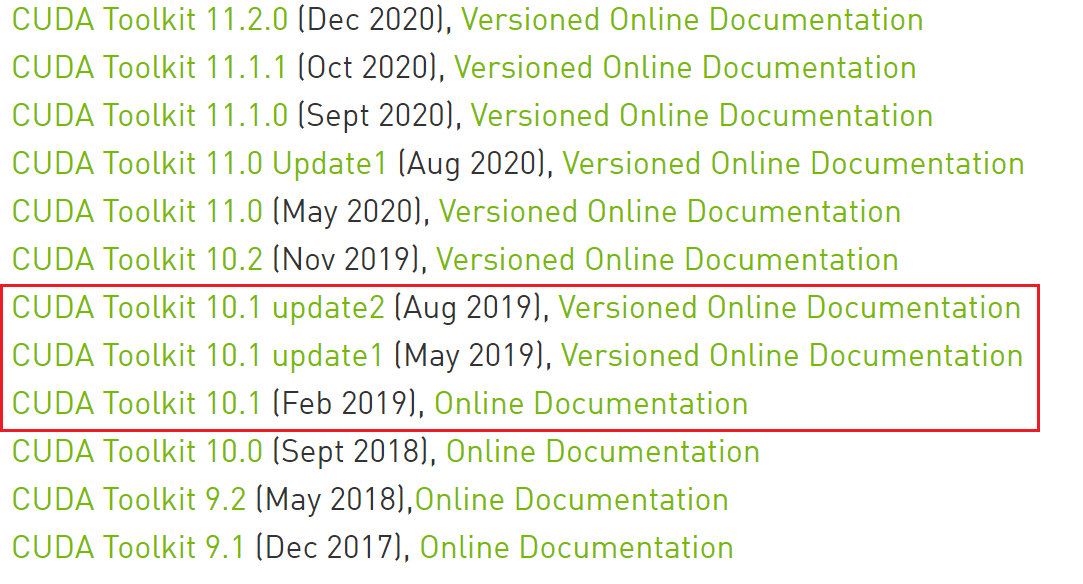 CUDA Toolkit 11.2.0 (Dec 2020), Versioned Online Documentation
CUDA Toolkit 11.1.1 (Oct 2020), Versioned Online Documentation
CUDA Toolkit 11.1.0 (Sept 2020), Versioned Online Documentation
CUDA Toolkit 11.0 Update1 (Aug 2020), Versioned Online Documentation
CUDA Toolkit 11.0 (May 2020), Versioned Online Documentation
CUDA Toolkit 10.2 (Nov 2019), Versioned Online Documentation
CUDA Toolkit 10.1 update2 (Aug 2019), Versioned Online Documentation
CUDA Toolkit 10.1 update1 (May 2019), Versioned Online Documentation
CUDA Toolkit 10.1 (Feb 2019), Online Documentation
CUDA Toolkit 10.0 (Sept 2018), Online Documentation
CUDA Toolkit 9.2 (May 2018),Online Documentation
CUDA Toolkit 9.1 (Dec 2017), Online Documentation